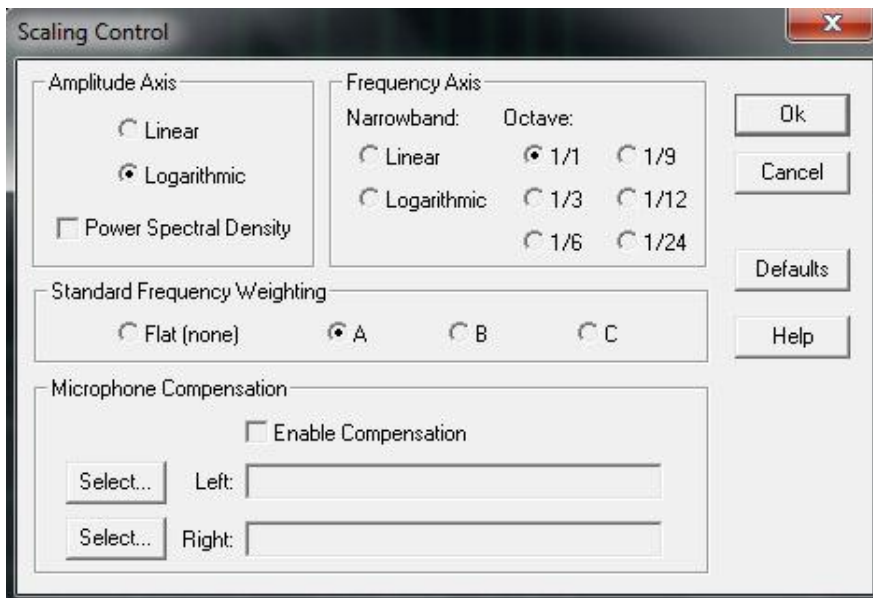 Scaling Control
X
Amplitude Axis
Linear
Logarithmic
Power Spectral Density
Frequency Axis
Narrowband: Octave:
Linear 1/1 1/9
Logarithmic 1/3 1/12
1/6 1/24
Ok
Cancel
Defaults
Help
Standard Frequency Weighting
Flat (none) A B C
Microphone Compensation
Enable Compensation
Select... Left:
Select... Right: